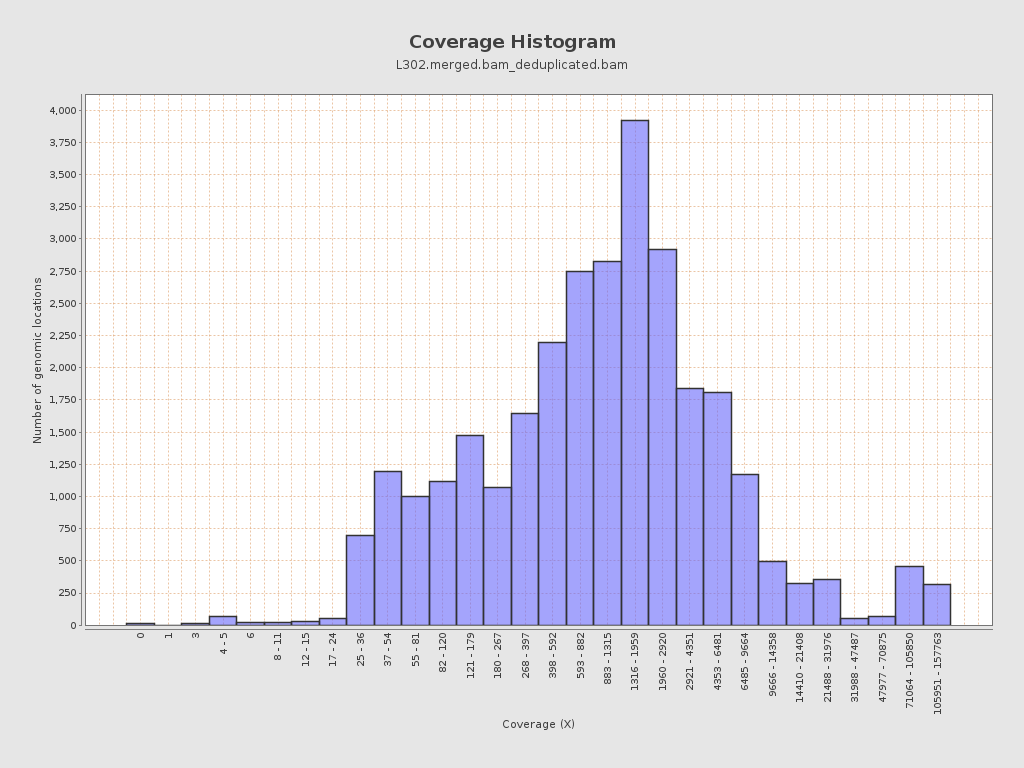 Coverage Histogram
L302.merged.bam_deduplicated.bam
Number of genomic locations
4,000
3,750
3,500
3,250
3,000
2,750
2,500
2,250
2,000
1,750
1,500
1,250
1,000
750
500
250
0
0
1
3
4 - 5
6
8 - 11
12 - 15
17 - 24
25 - 36
37 - 54
55 - 81
82 - 120
121 - 179
180 - 267
268 - 397
398 - 592
593 - 882
883 - 1315
1316 - 1959
1960 - 2920
2921 - 4351
4353 - 6481
6485 - 9664
9666 - 14358
14410 - 21408
21488 - 31976
31988 - 47487
47977 - 70875
71064 - 105850
105951 - 157763
Coverage (X)